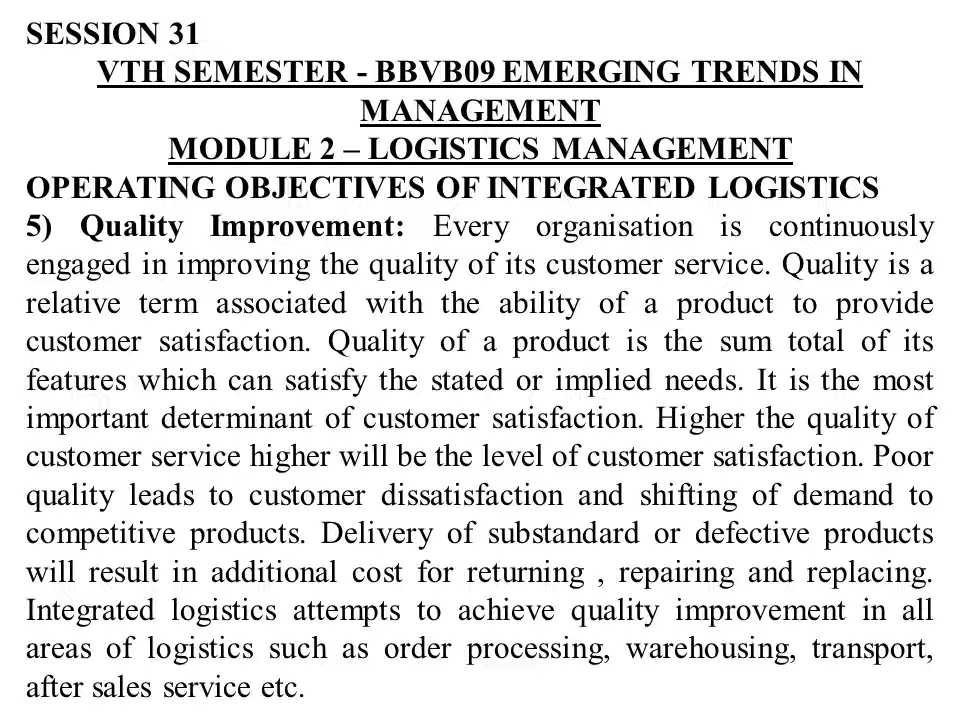 SESSION 31
VTH SEMESTER - BBVB09 EMERGING TRENDS IN
MANAGEMENT
MODULE 2 – LOGISTICS MANAGEMENT
OPERATING OBJECTIVES OF INTEGRATED LOGISTICS
5) Quality Improvement: Every organisation is continuously
engaged in improving the quality of its customer service. Quality is a
relative term associated with the ability of a product to provide
customer satisfaction. Quality of a product is the sum total of its
features which can satisfy the stated or implied needs. It is the most
important determinant of customer satisfaction. Higher the quality of
customer service higher will be the level of customer satisfaction. Poor
quality leads to customer dissatisfaction and shifting of demand to
competitive products. Delivery of substandard or defective products
will result in additional cost for returning , repairing and replacing.
Integrated logistics attempts to achieve quality improvement in all
areas of logistics such as order processing, warehousing, transport,
after sales service etc.